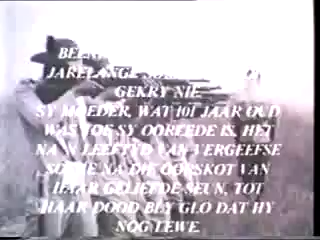 JARELANGE
GEKRY NIE
SY MOEDER, WAT 101 JAAR OUD
WAS TOE SY OORLEDE IS, HET
NA 'N LEEFTYD VAN VERGEEFSE
NA DIE OORSKOT VAN
HAAR GELIEFDE SEUN, TOT
HAAR DOOD BLY GLO DAT HY
NOG LEWE